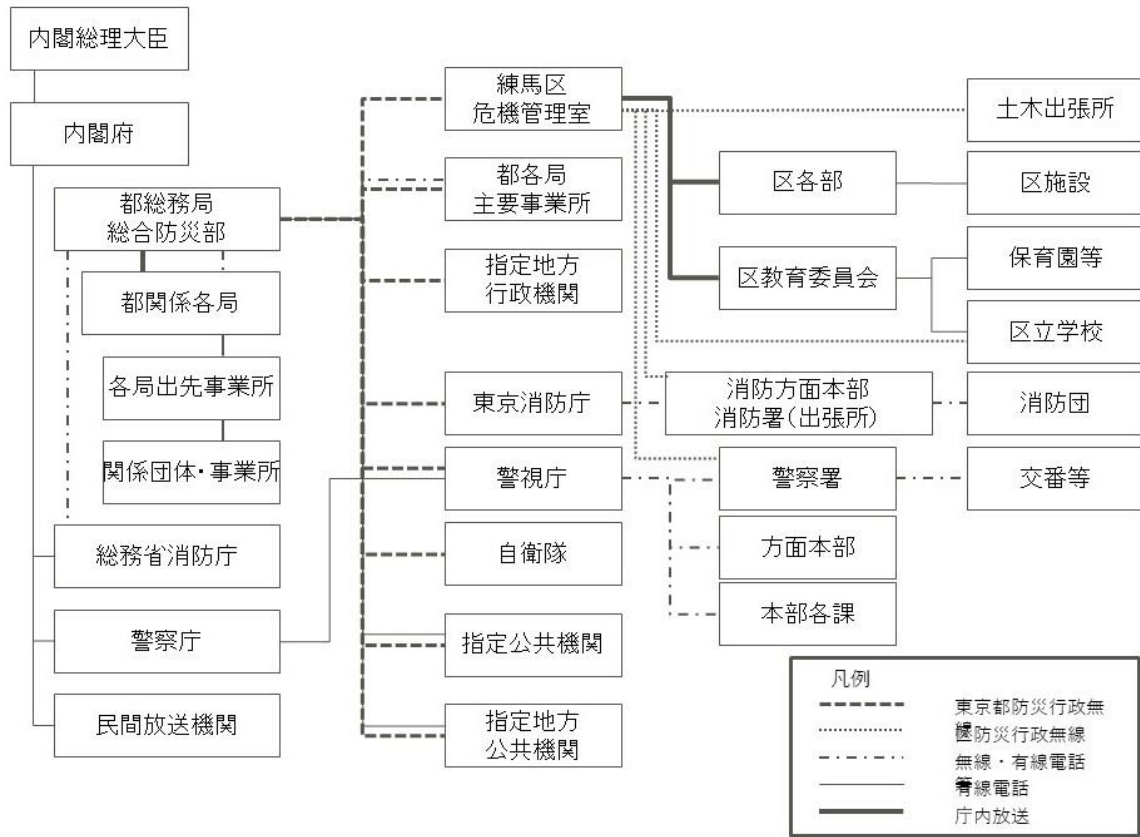 内閣総理大臣
内閣府
都総務局
総合防災部
都関係各局
各局出先事業所
関係団体・事業所
総務省消防庁
警察庁
民間放送機関
練馬区
危機管理室
都各局
主要事業所
指定地方
行政機関
東京消防庁
警視庁
自衛隊
指定公共機関
指定地方
公共機関
区各部
区教育委員会
消防方面本部
消防署(出張所)
警察署
方面本部
本部各課
土木出張所
区施設
保育園等
区立学校
消防団
交番等
凡例
東京都防災行政無
線
区防災行政無線
無線・有線電話
等
有線電話
庁内放送